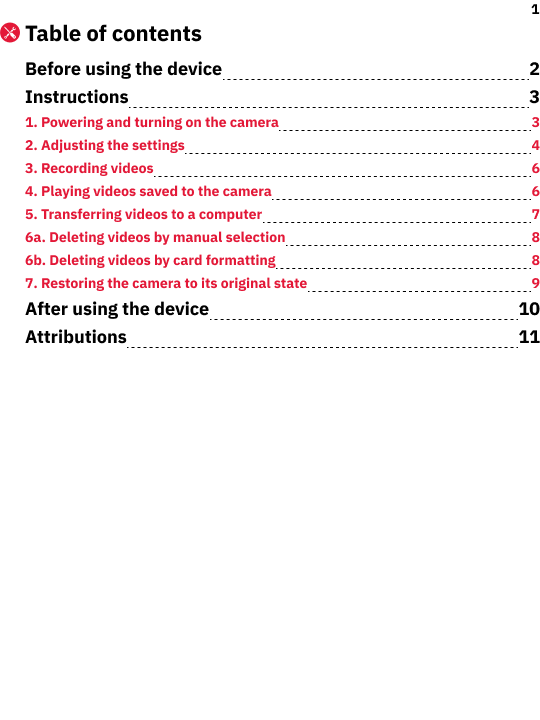 1
Table of contents
Before using the device 2
Instructions 3
1. Powering and turning on the camera 3
2. Adjusting the settings 4
3. Recording videos 6
4. Playing videos saved to the camera 6
5. Transferring videos to a computer 7
6a. Deleting videos by manual selection 8
6b. Deleting videos by card formatting 8
7. Restoring the camera to its original state 9
After using the device 10
Attributions 11